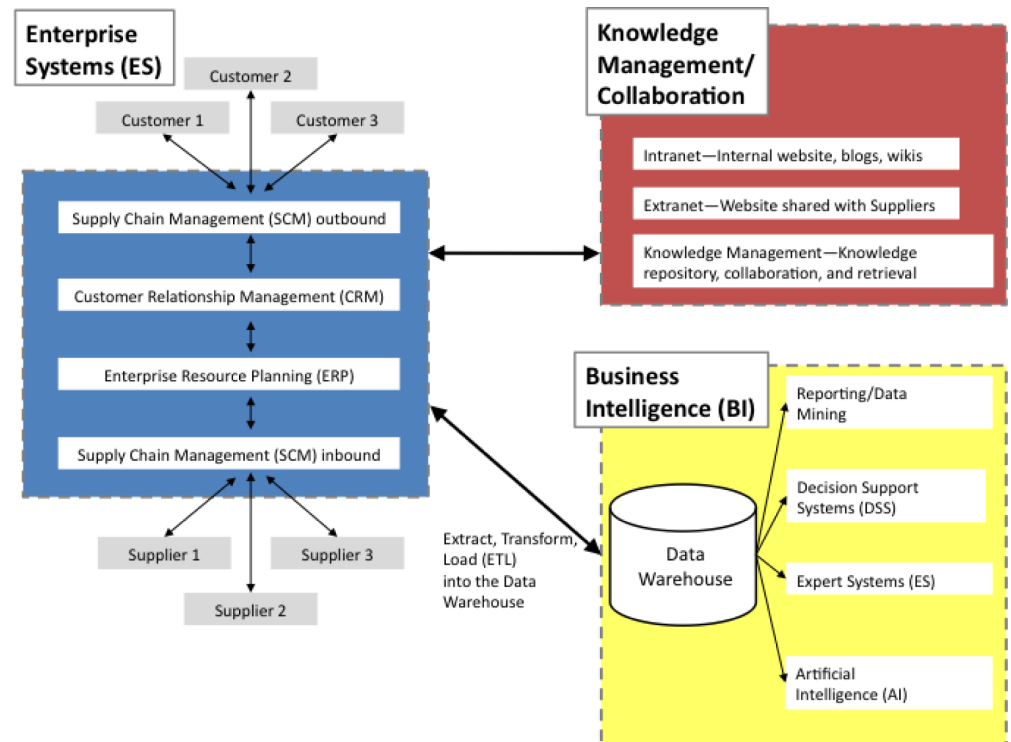 Enterprise
Systems (ES)
Customer 2
Customer 1
Customer 3
Supply Chain Management (SCM) outbound
Customer Relationship Management (CRM)
Enterprise Resource Planning (ERP)
Supply Chain Management (SCM) inbound
Supplier 1
Supplier 3
Supplier 2
Knowledge
Management/
Collaboration
Intranet—Internal website, blogs, wikis
Extranet—Website shared with Suppliers
Knowledge Management—Knowledge
repository, collaboration, and retrieval
Extract, Transform,
Load (ETL)
into the Data
Warehouse
Business
Intelligence (BI)
Data
Warehouse
Reporting/Data
Mining
Decision Support
Systems (DSS)
Expert Systems (ES)
Artificial
Intelligence (AI)